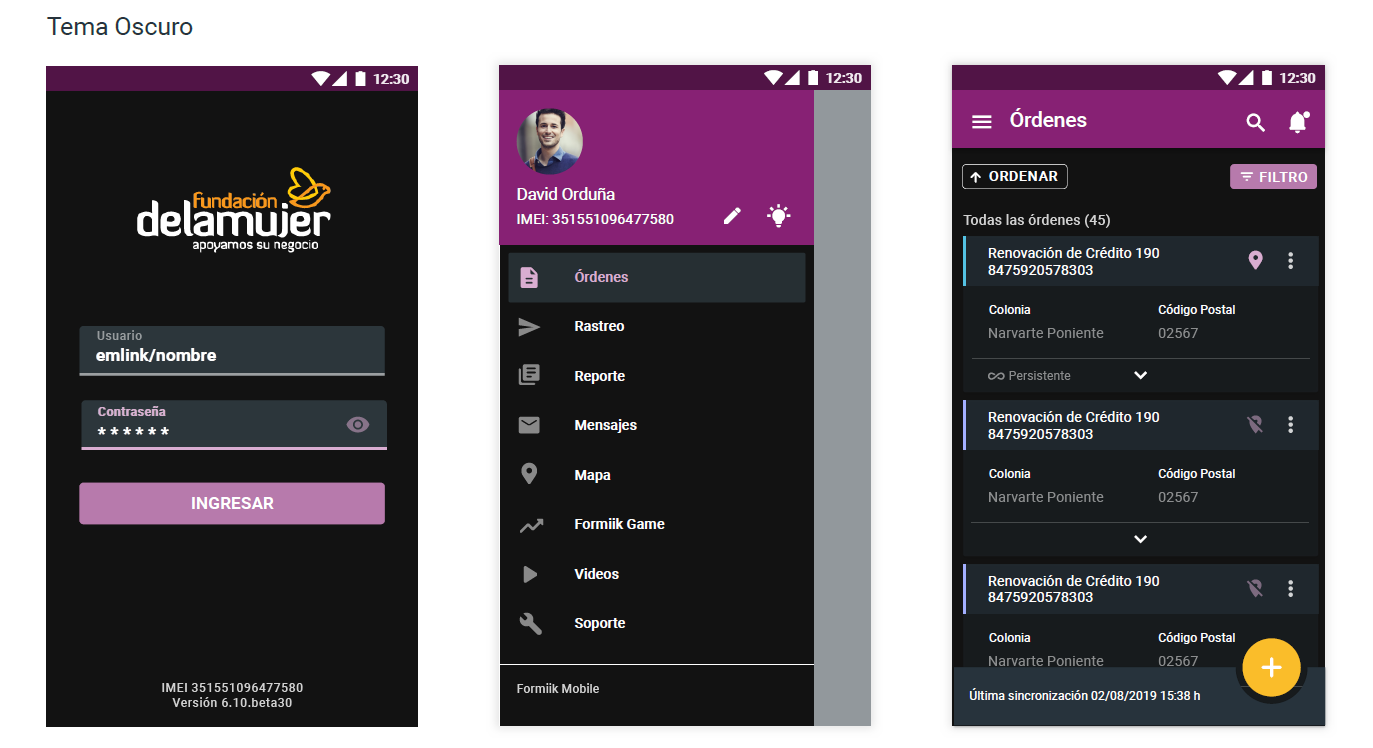 Tema Oscuro
12:30
fundación
delamujer
apoyamos su negocio
Usuario
emlink/nombre
Contraseña
******
INGRESAR
IMEI 351551096477580
Versión 6.10.beta30
12:30
David Orduña
IMEI: 351551096477580
Órdenes
Rastreo
Reporte
Mensajes
Mapa
Formiik Game
Videos
Soporte
Formiik Mobile
12:30
Órdenes
ORDENAR
FILTRO
Todas las órdenes (45)
Renovación de Crédito 190
8475920578303
Colonia Código Postal
Narvarte Poniente 02567
Persistente
Renovación de Crédito 190
8475920578303
Colonia Código Postal
Narvarte Poniente 02567
Renovación de Crédito 190
8475920578303
Colonia Código Postal
Narvarte Poniente 02567
Última sincronización 02/08/2019 15:38 h